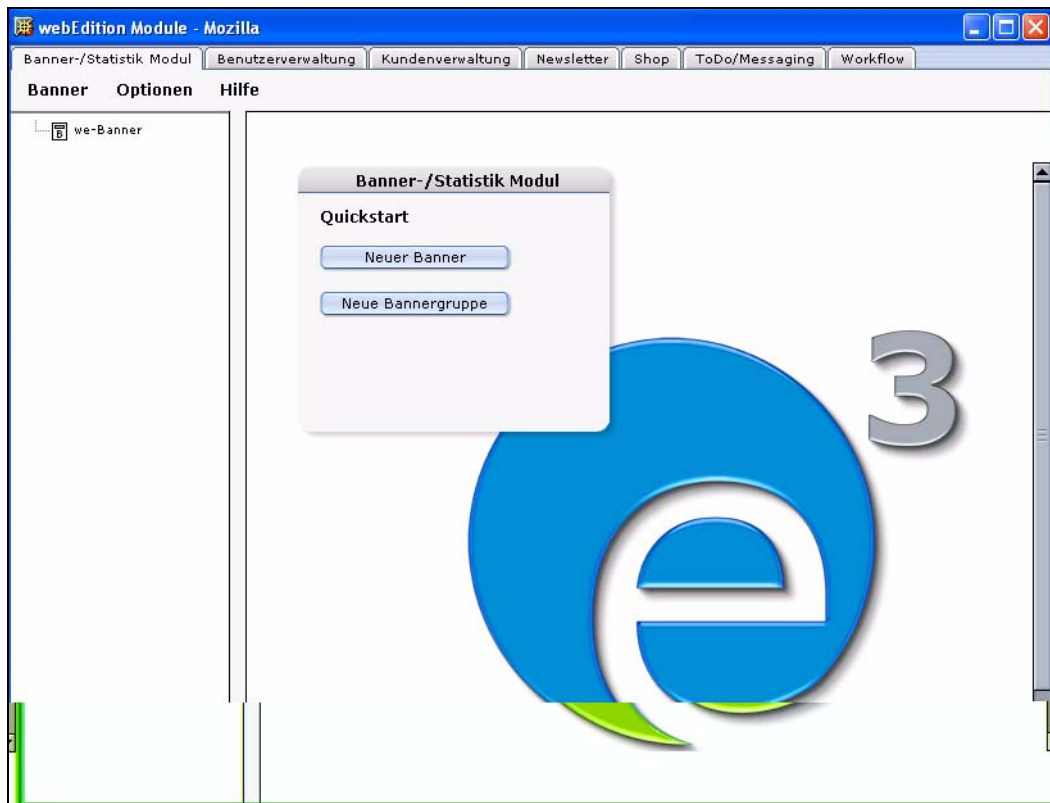 webEdition Module - Mozilla
Banner-/Statistik Modul Benutzerverwaltung Kundenverwaltung Newsletter Shop ToDo/Messaging Workflow
Banner Optionen Hilfe
we-Banner
Banner-/Statistik Modul
Quickstart
Neuer Banner
Neue Bannergruppe
e 3